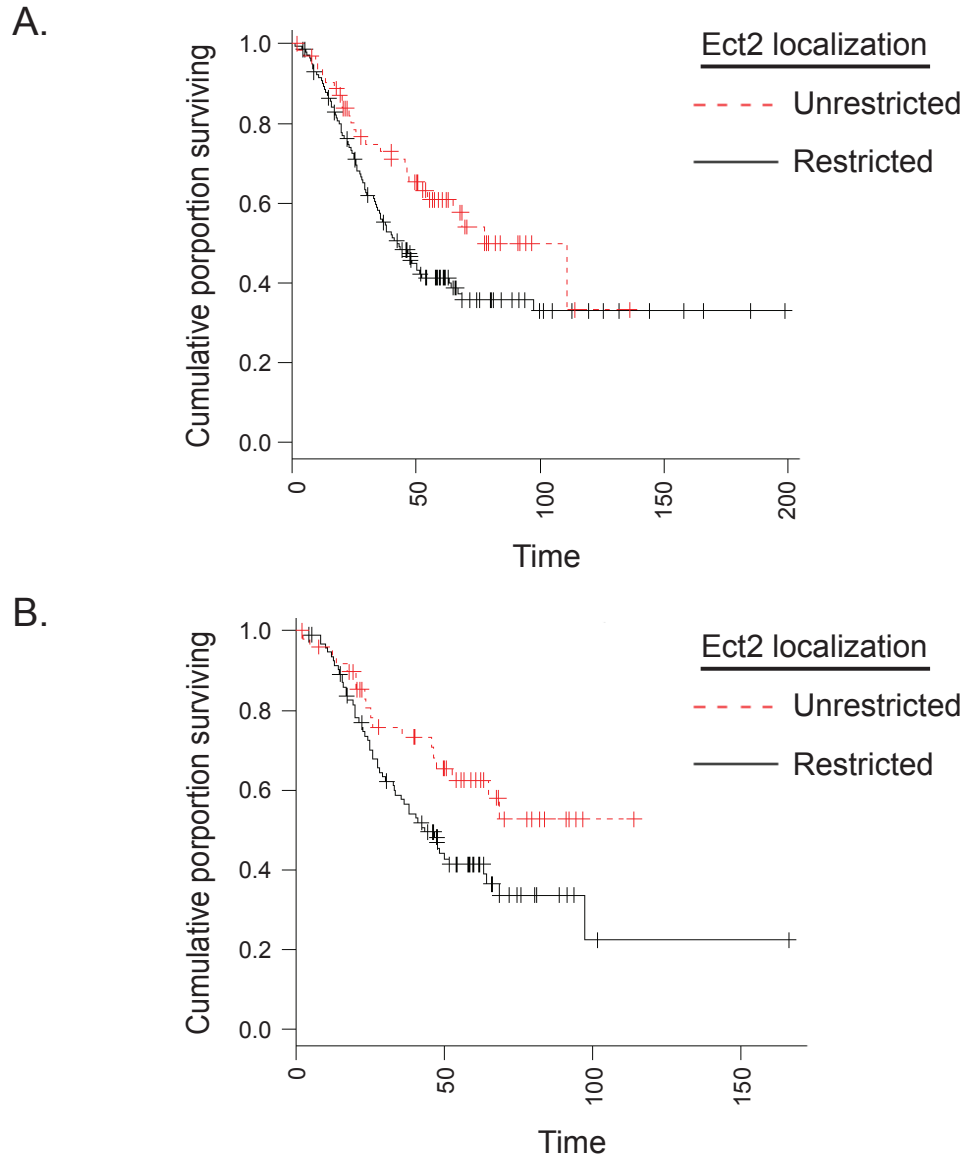 A.
Cumulative porportion surviving
1.0
0.8
0.6
0.4
0.2
0.0
0
50
100
150
200
Time
Ect2 localization
Unrestricted
Restricted
B.
Cumulative porportion surviving
1.0
0.8
0.6
0.4
0.2
0.0
0
50
100
150
Time
Ect2 localization
Unrestricted
Restricted